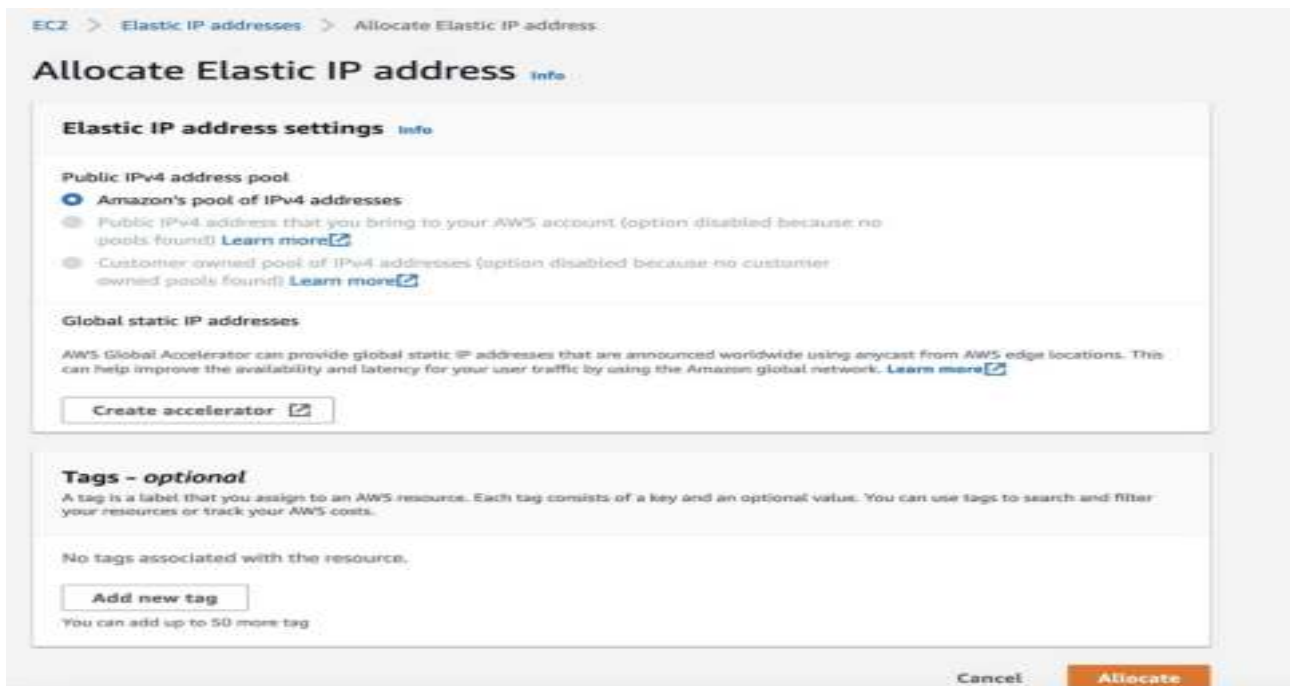 EC2 > Elastic IP addresses > Allocate Elastic IP address
Allocate Elastic IP address Info
Elastic IP address settings Info
Public IPv4 address pool
Amazon's pool of IPv4 addresses
Public IPv4 address that you bring to your AWS account (option disabled because no
pools found) Learn more
Customer owned pool of IPv4 addresses (option disabled because no customer
owned pools found) Learn more
Global static IP addresses
AWS Global Accelerator can provide global static IP addresses that are announced worldwide using anycast from AWS edge locations. This
can help improve the availability and latency for your user traffic by using the Amazon global network. Learn more
Create accelerator
Tags – optional
A tag is a label that you assign to an AWS resource. Each tag consists of a key and an optional value. You can use tags to search and filter
your resources or track your AWS costs.
No tags associated with the resource.
Add new tag
You can add up to 50 more tag
Cancel Allocate